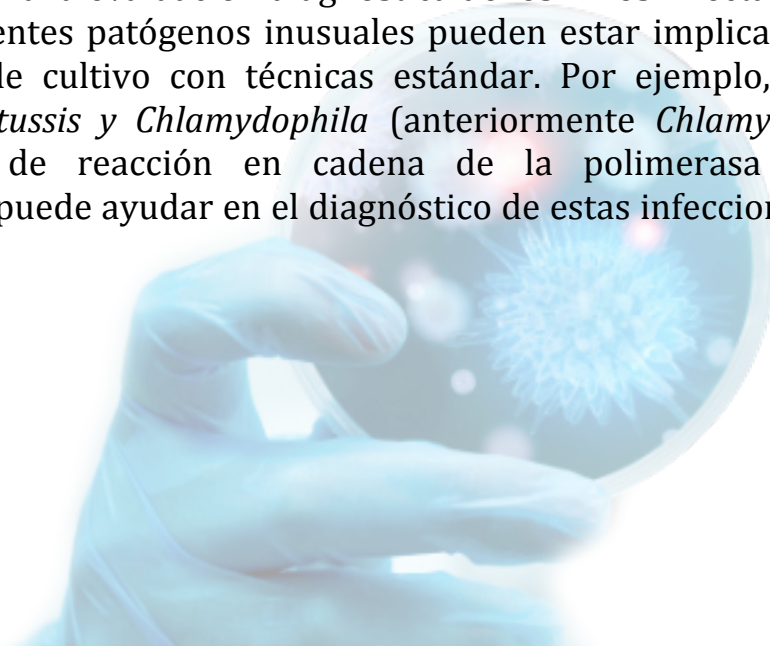 entes patógenos inusuales pueden estar implica
le cultivo con técnicas estándar. Por ejemplo,
tussis y Chlamydophila (anteriormente Chlamy
de reacción en cadena de la polimerasa
puede ayudar en el diagnóstico de estas infeccion